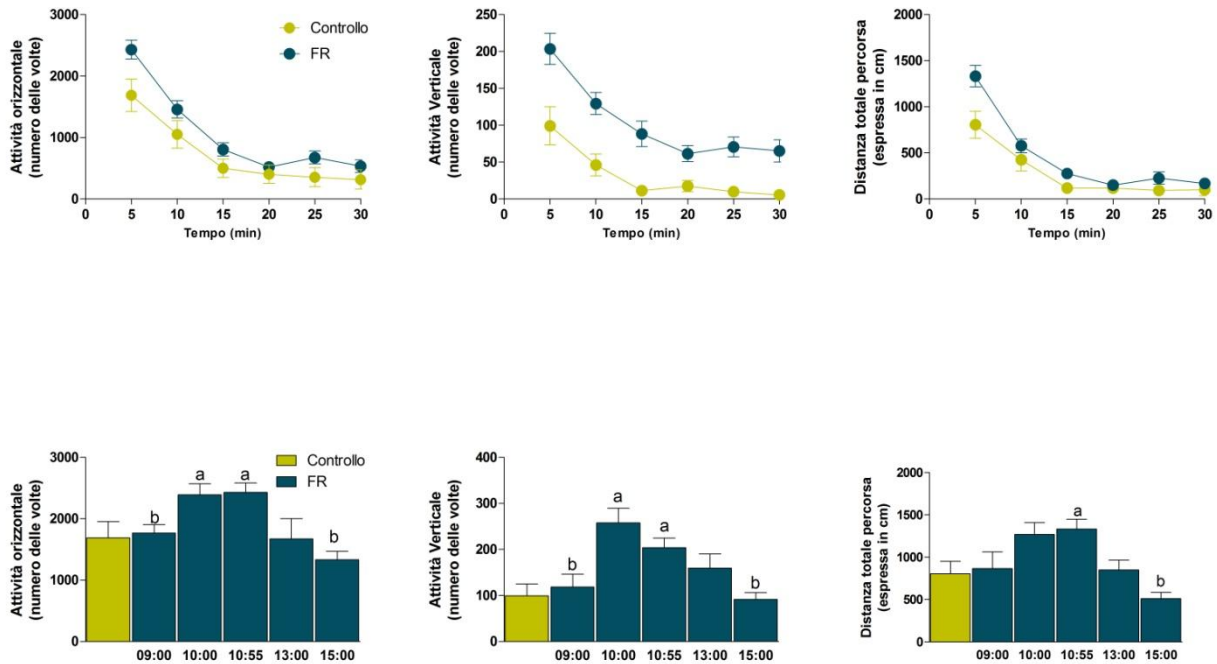 Attività orizzontale
(numero delle volte)
3000
2000
1000
0
0 5 10 15 20 25 30
Tempo (min)
Controllo
FR
Attività Verticale
(numero delle volte)
250
200
150
100
50
0
0 5 10 15 20 25 30
Tempo (min)
Distanza totale percorsa
(espressa in cm)
2000
1500
1000
500
0
0 5 10 15 20 25 30
Tempo (min)
Attività orizzontale
(numero delle volte)
3000
2000
1000
0
b a a b
Controllo
FR
09:00 10:00 10:55 13:00 15:00
Attività Verticale
(numero delle volte)
400
300
200
100
0
b a a b
09:00 10:00 10:55 13:00 15:00
Distanza totale percorsa
(espressa in cm)
2000
1500
1000
500
0
a b
09:00 10:00 10:55 13:00 15:00